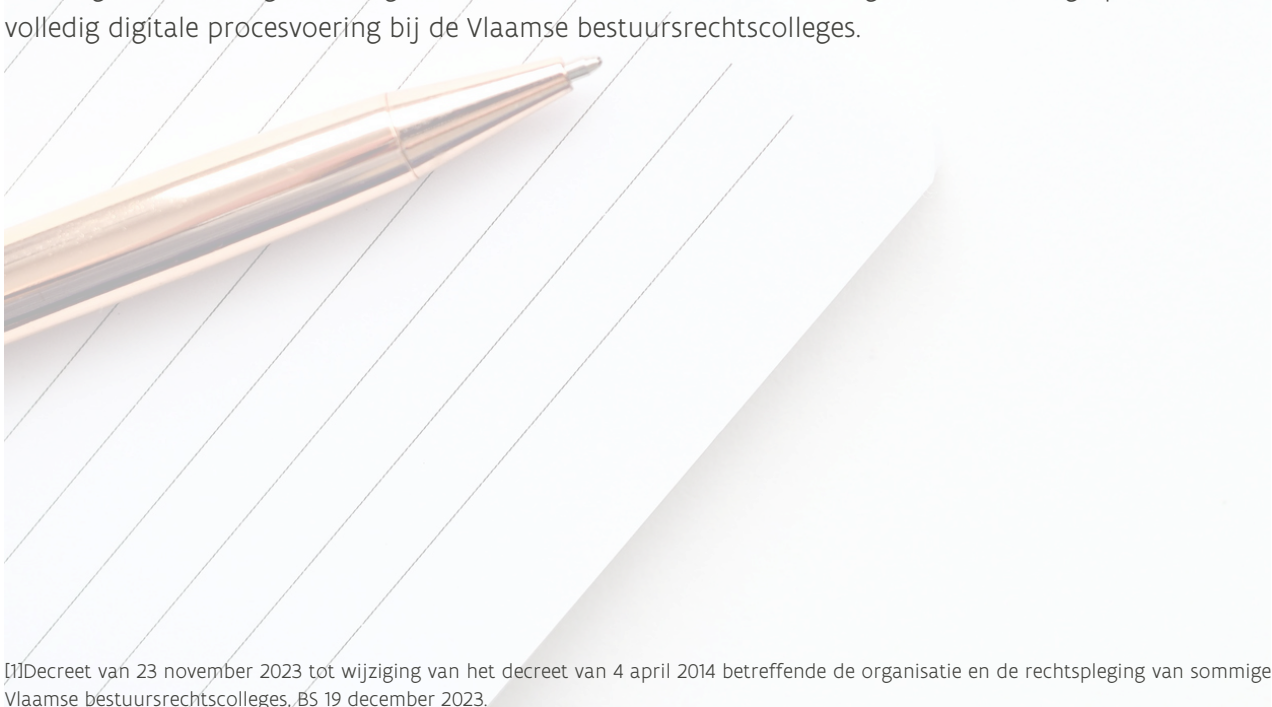 volledig digitale procesvoering bij de Vlaamse bestuursrechtscolleges.
[1]Decreet van 23 november 2023 tot wijziging van het decreet van 4 april 2014 betreffende de organisatie en de rechtspleging van sommige
Vlaamse bestuursrechtscolleges, BS 19 december 2023.